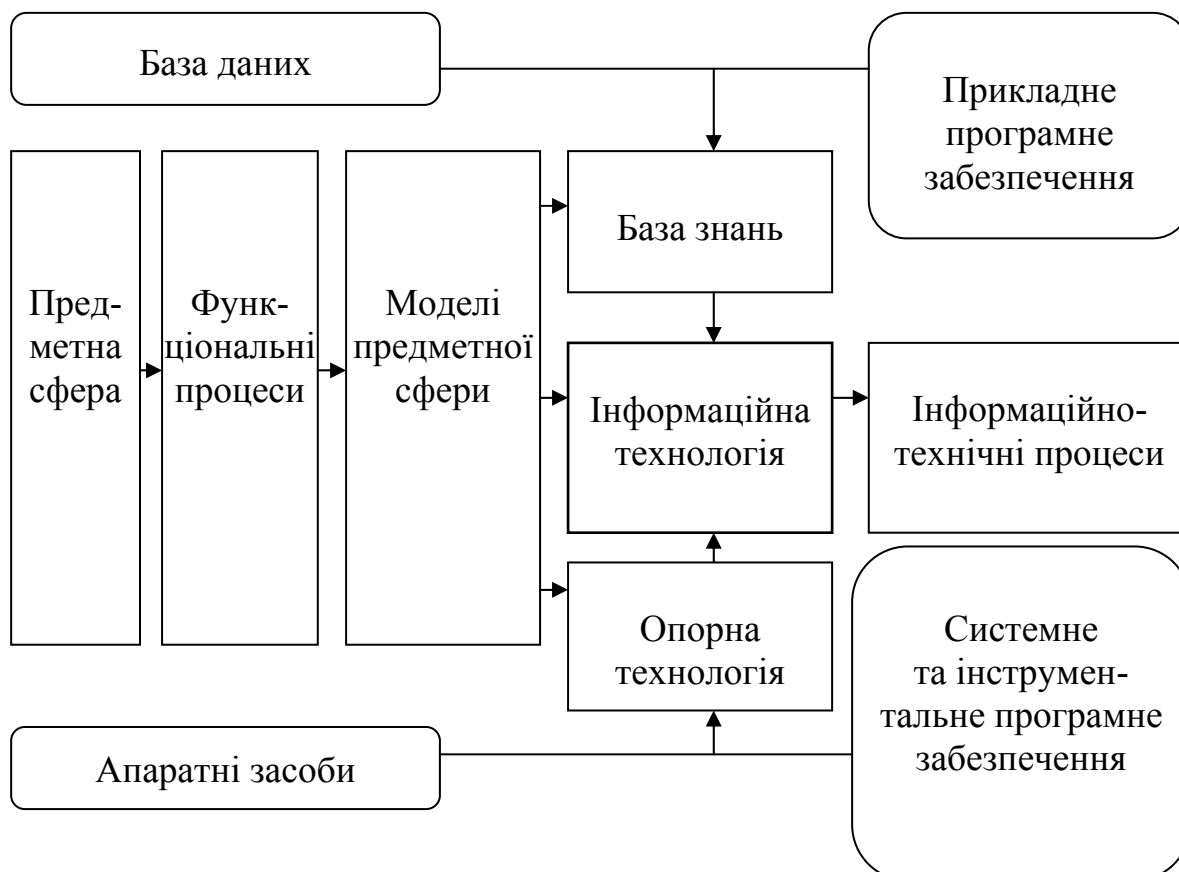 База даних
Прикладне
програмне
забезпечення
База знань
Пред-
метна
сфера
Функ-
ціональні
процеси
Моделі
предметної
сфери
Інформаційна
технологія
Інформаційно-
технічні процеси
Опорна
технологія
Системне
та інструмен-
тальне програмне
забезпечення
Апаратні засоби